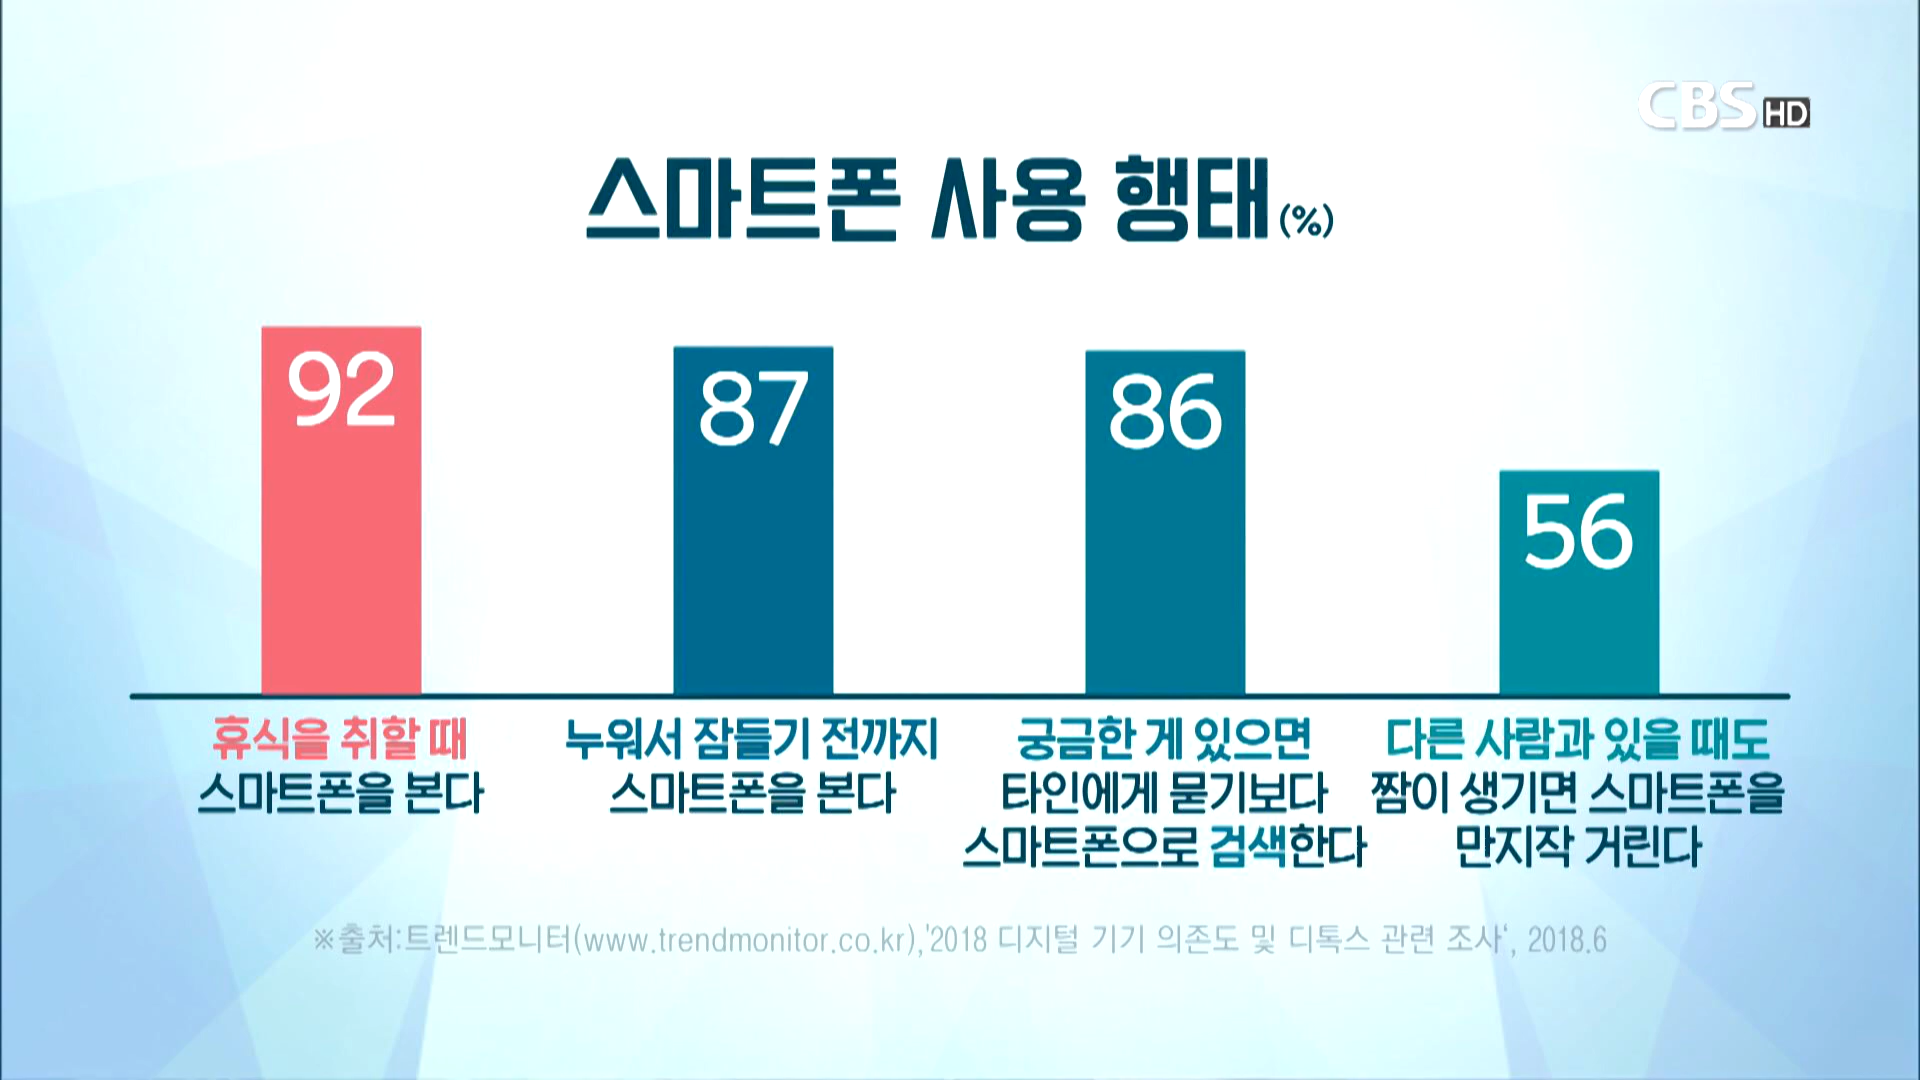 CBS HD
스마트폰 사용 행태(%)
92
87
86
56
휴식을 취할 때
스마트폰을 본다
누워서 잠들기 전까지
스마트폰을 본다
궁금한 게 있으면
타인에게 묻기보다
스마트폰으로 검색한다
다른 사람과 있을 때도
짬이 생기면 스마트폰을
만지작 거린다
※출처:트렌드모니터(www.trendmonitor.co.kr),'2018 디지털 기기 의존도 및 디톡스 관련 조사‘, 2018.6